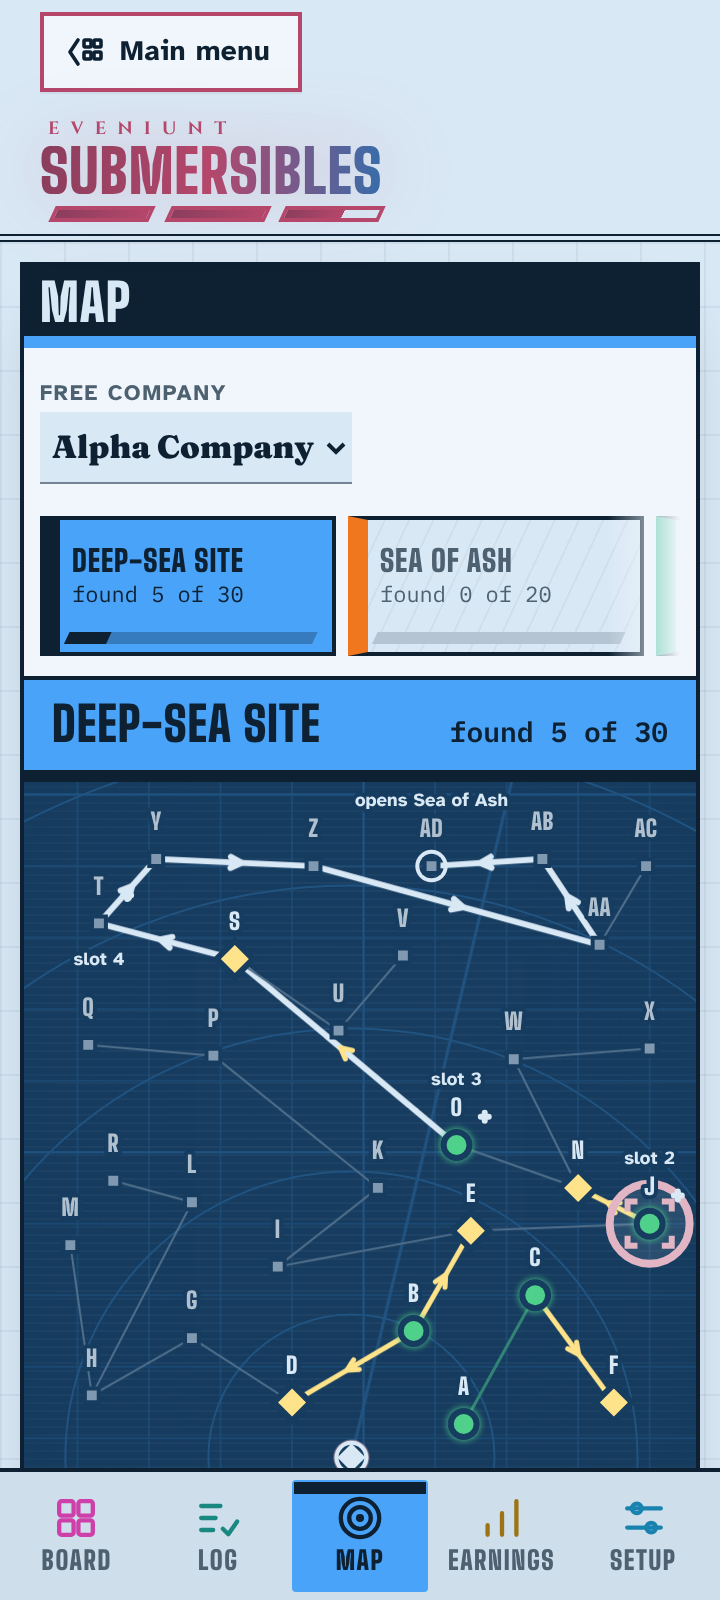 Main menu
EVENIUNT
SUBMERSIBLES
MAP
FREE COMPANY
Alpha Company
DEEP-SEA SITE
found 5 of 30
SEA OF ASH
found 0 of 20
DEEP-SEA SITE
found 5 of 30
opens Sea of Ash
Y
Z
AD
AB
AC
T
S
V
AA
slot 4
Q
P
U
W
X
slot 3
O
R
L
K
N
slot 2
J
M
I
E
C
G
B
H
D
A
F
BOARD
LOG
MAP
EARNINGS
SETUP